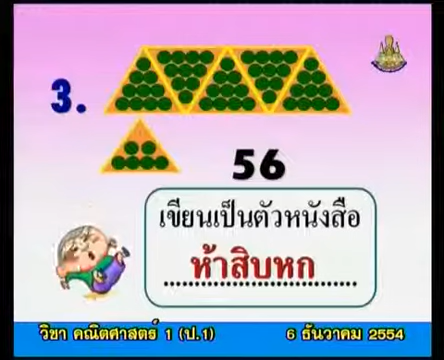 3.
56
เขียนเป็นตัวหนังสือ
ห้าสิบหก
วิชา คณิตศาสตร์ 1 (ป.1)
6 ธันวาคม 2554